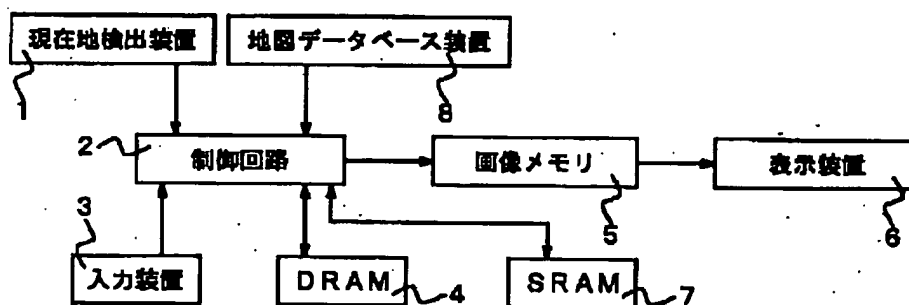 現在地検出装置
地図データベース装置
1
8
2
制御回路
画像メモリ
表示装置
3
5
6
入力装置
DRAM
4
SRAM
7